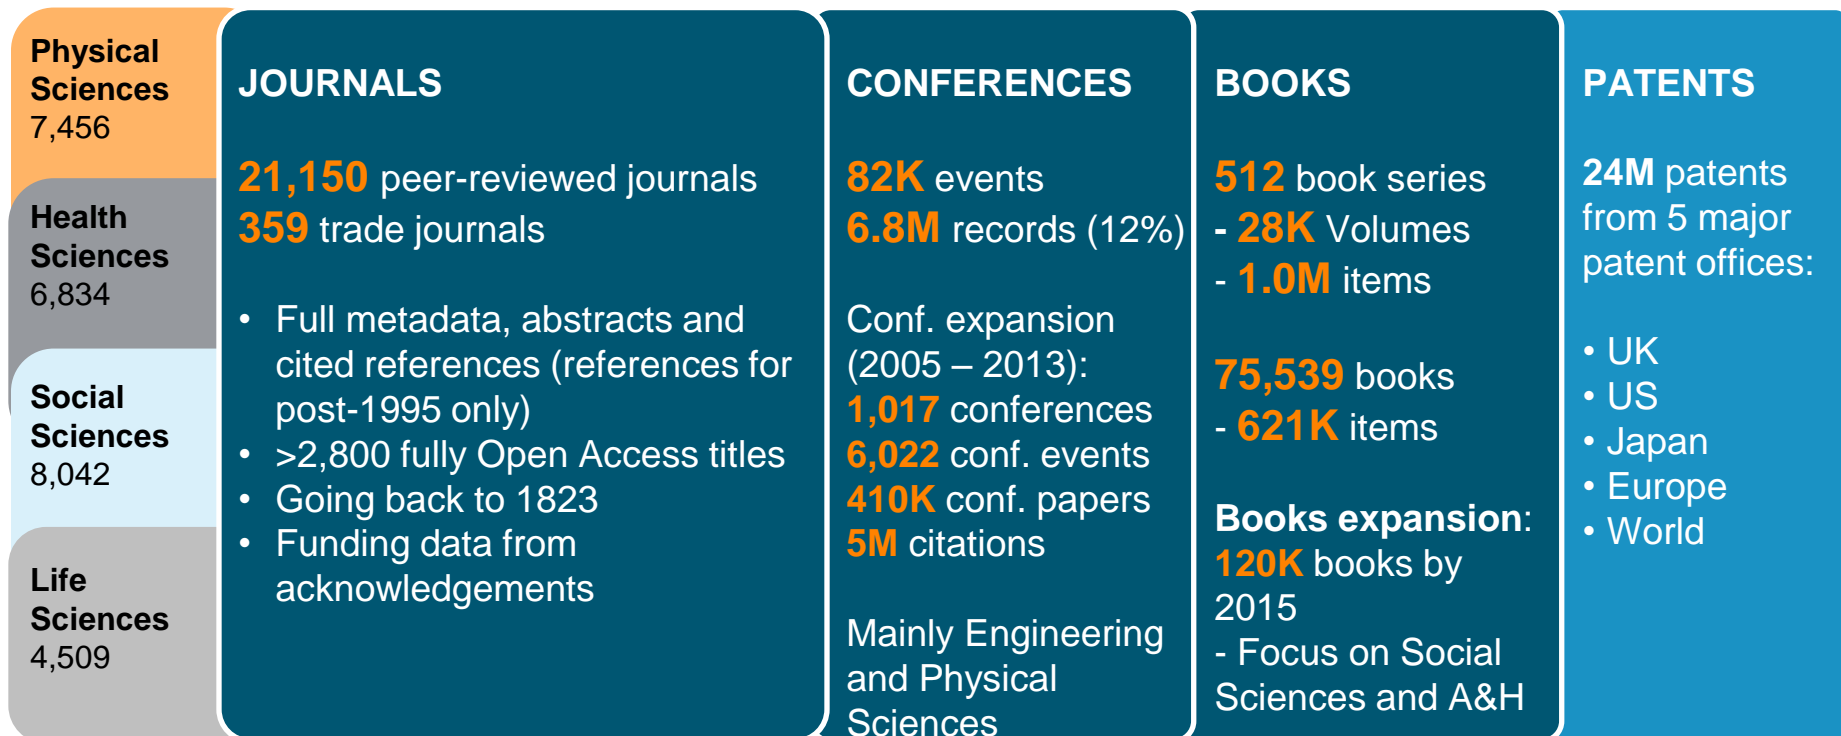 Physical
Sciences
7,456
Health
Sciences
6,834
Social
Sciences
8,042
Life
Sciences
4,509
JOURNALS
21,150 peer-reviewed journals
359 trade journals
• Full metadata, abstracts and
cited references (references for
post-1995 only)
• >2,800 fully Open Access titles
• Going back to 1823
• Funding data from
acknowledgements
CONFERENCES
82K events
6.8M records (12%)
Conf. expansion
(2005 – 2013):
1,017 conferences
6,022 conf. events
410K conf. papers
5M citations
Mainly Engineering
and Physical
Sciences
BOOKS
512 book series
- 28K Volumes
- 1.0M items
75,539 books
- 621K items
Books expansion:
120K books by
2015
- Focus on Social
Sciences and A&H
PATENTS
24M patents
from 5 major
patent offices:
• UK
• US
• Japan
• Europe
• World